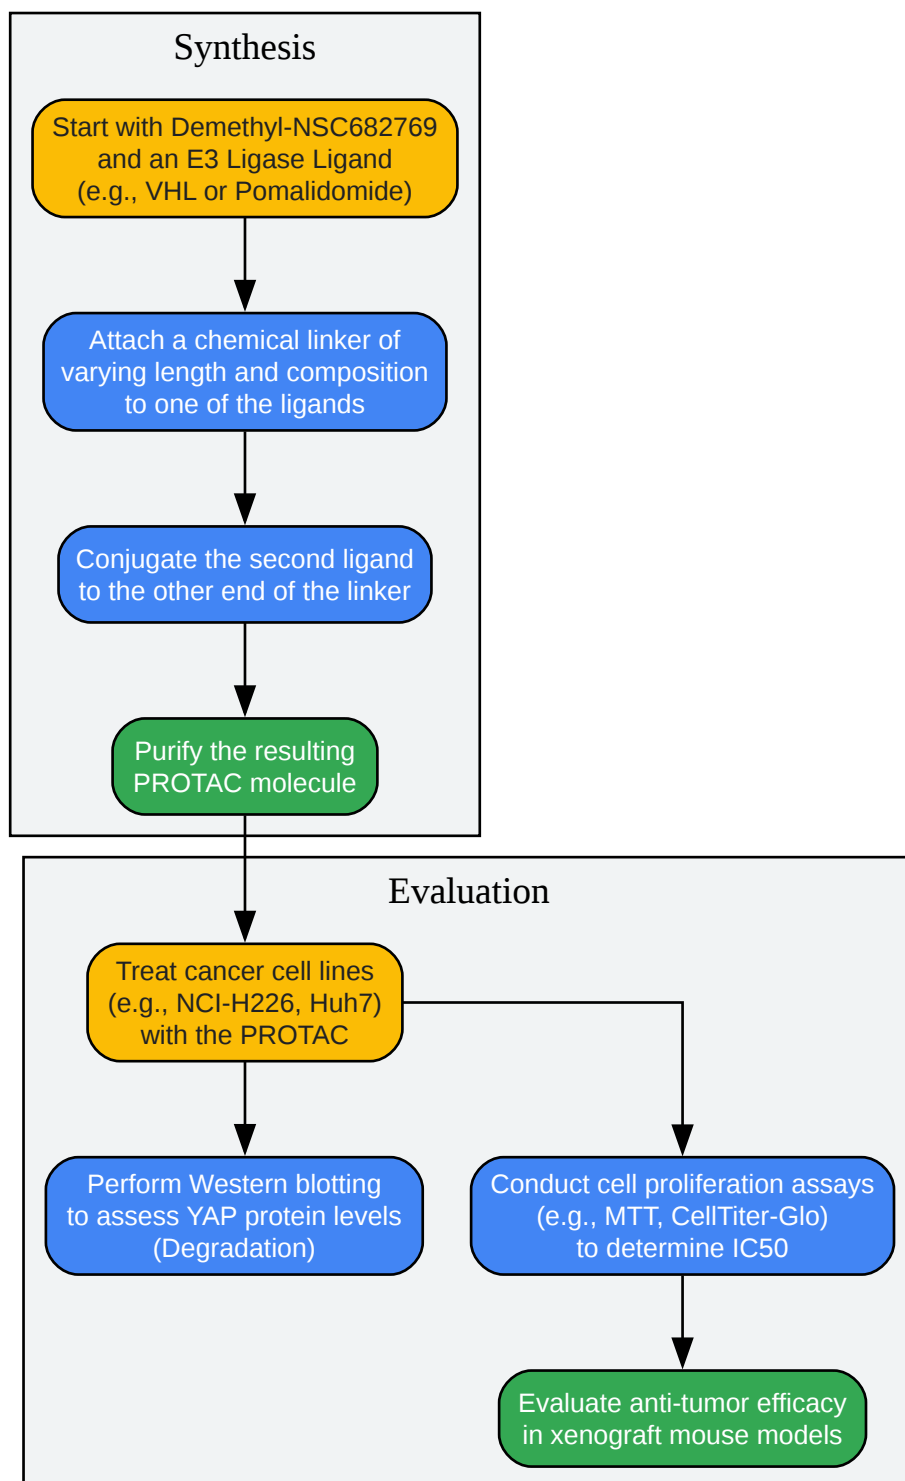 Synthesis
Start with Demethyl-NSC682769
and an E3 Ligase Ligand
(e.g., VHL or Pomalidomide)
Attach a chemical linker of
varying length and composition
to one of the ligands
Conjugate the second ligand
to the other end of the linker
Purify the resulting
PROTAC molecule
Evaluation
Treat cancer cell lines
(e.g., NCI-H226, Huh7)
with the PROTAC
Perform Western blotting
to assess YAP protein levels
(Degradation)
Conduct cell proliferation assays
(e.g., MTT, CellTiter-Glo)
to determine IC50
Evaluate anti-tumor efficacy
in xenograft mouse models